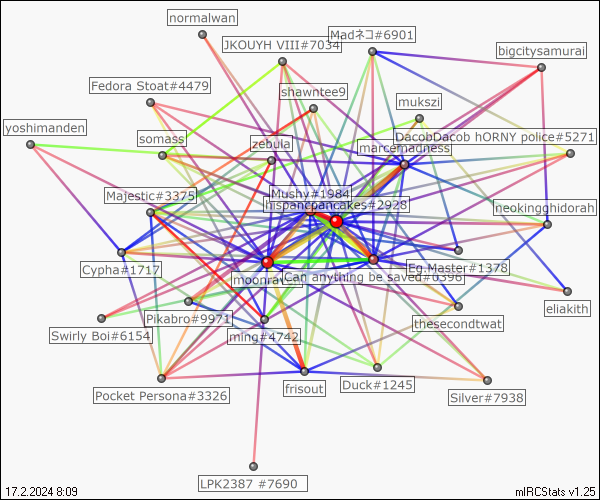 normalwan
Madネコ#6901
JKOUYH VIII#7034
bigcitysamurai
Fedora Stoat#4479
shawntee9
mukszi
yoshimanden
somass
zebula
DacobDacob hORNY police#5271
marcemadness
Majestic#3375
Mushy#1984
hispanicpancakes#2928
neokingghidorah
Cypha#1717
moonraven
Can anything be saved#0396
Eg.Master#1378
eliakith
Swirly Boi#6154
Pikabro#9971
ming#4742
thesecondtwat
Pocket Persona#3326
frisout
Duck#1245
Silver#7938
LPK2387 #7690
17.2.2024 8:09
mIRCStats v1.25